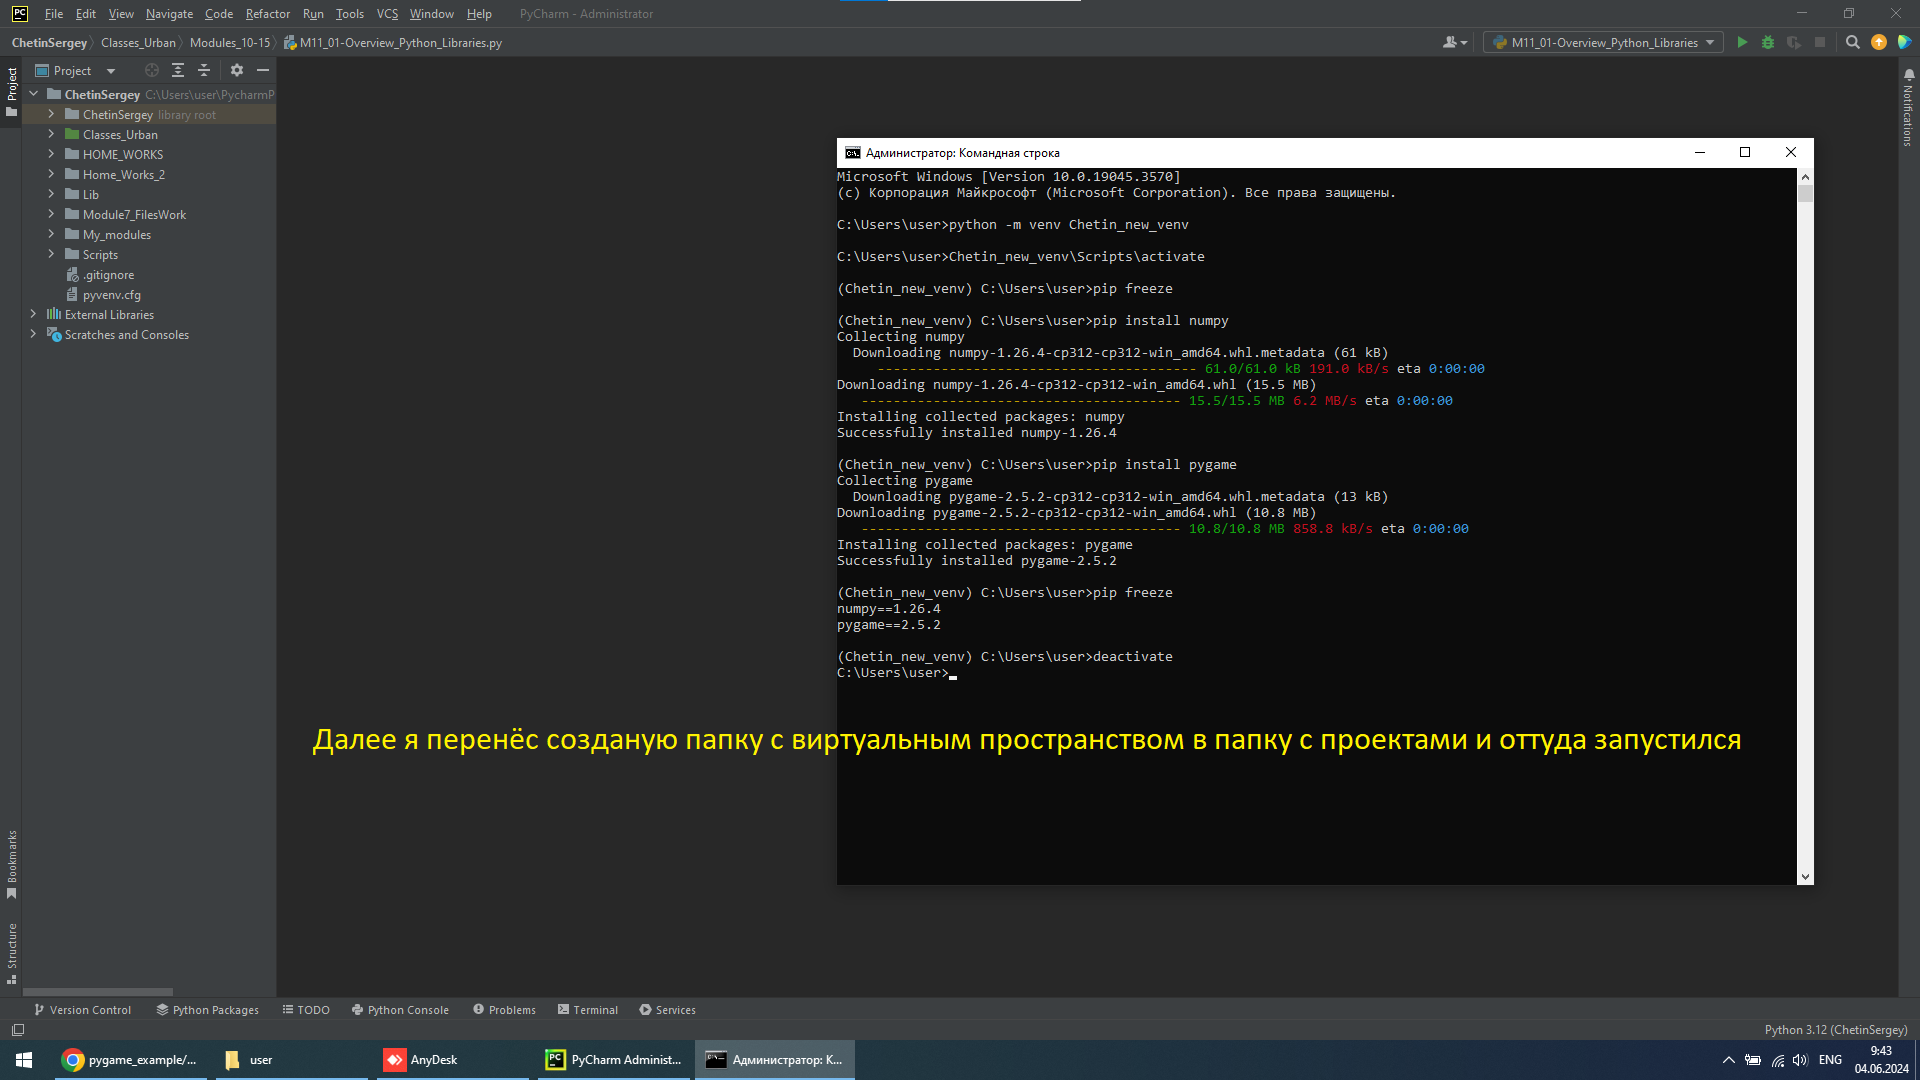 File Edit View Navigate Code Refactor Run Tools VCS Window Help PyCharm - Administrator
ChetinSergey Classes_Urban Modules_10-15 M11_01-Overview_Python_Libraries.py
M11_01-Overview_Python_Libraries
Project
Project
ChetinSergey C:\Users\user\PycharmP
ChetinSergey library root
Classes_Urban
HOME_WORKS
Home_Works_2
Lib
Module7_FilesWork
My_modules
Scripts
.gitignore
pyvenv.cfg
External Libraries
Scratches and Consoles
Notifications
Администратор: Командная строка
Microsoft Windows [Version 10.0.19045.3570]
(c) Корпорация Майкрософт (Microsoft Corporation). Все права защищены.
C:\Users\user>python -m venv Chetin_new_venv
C:\Users\user>Chetin_new_venv\Scripts\activate
(Chetin_new_venv) C:\Users\user>pip freeze
(Chetin_new_venv) C:\Users\user>pip install numpy
Collecting numpy
Downloading numpy-1.26.4-cp312-cp312-win_amd64.whl.metadata (61 kB)
---------------------------------------- 61.0/61.0 kB 191.0 kB/s eta 0:00:00
Downloading numpy-1.26.4-cp312-cp312-win_amd64.whl (15.5 MB)
---------------------------------------- 15.5/15.5 MB 6.2 MB/s eta 0:00:00
Installing collected packages: numpy
Successfully installed numpy-1.26.4
(Chetin_new_venv) C:\Users\user>pip install pygame
Collecting pygame
Downloading pygame-2.5.2-cp312-cp312-win_amd64.whl.metadata (13 kB)
Downloading pygame-2.5.2-cp312-cp312-win_amd64.whl (10.8 MB)
---------------------------------------- 10.8/10.8 MB 858.8 kB/s eta 0:00:00
Installing collected packages: pygame
Successfully installed pygame-2.5.2
(Chetin_new_venv) C:\Users\user>pip freeze
numpy==1.26.4
pygame==2.5.2
(Chetin_new_venv) C:\Users\user>deactivate
C:\Users\user>
Далее я перенёс созданую папку с виртуальным пространством в папку с проектами и оттуда запустился
Bookmarks
Structure
Version Control Python Packages TODO Python Console Problems Terminal Services
Python 3.12 (ChetinSergey)
pygame_example/... user AnyDesk PyCharm Administ... Администратор: К... ENG 9:43
04.06.2024